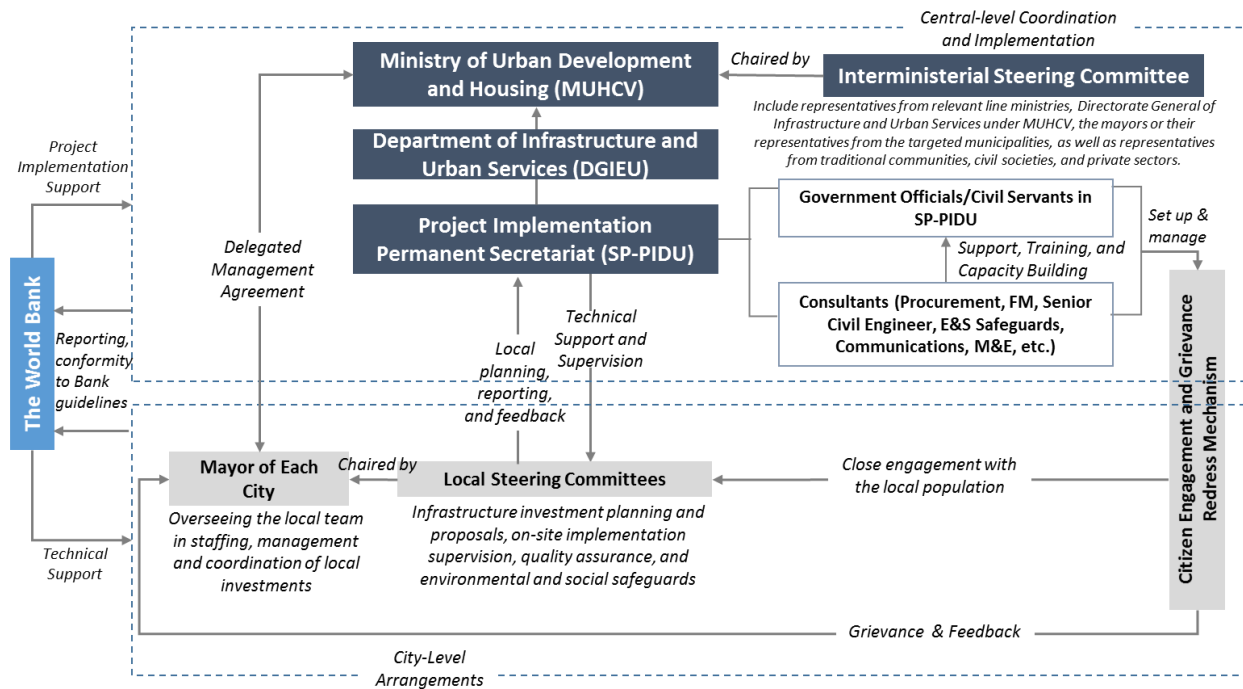 Central-level Coordination
and Implementation
Ministry of Urban Development
and Housing (MUHCV)
Chaired by
Interministerial Steering Committee
Include representatives from relevant line ministries, Directorate General of
Infrastructure and Urban Services under MUHCV, the mayors or their
representatives from the targeted municipalities, as well as representatives
from traditional communities, civil societies, and private sectors.
Department of Infrastructure and
Urban Services (DGIEU)
Project
Implementation
Support
Government Officials/Civil Servants in
SP-PIDU
Project Implementation
Permanent Secretariat (SP-PIDU)
Set up &
manage
Support, Training, and
Capacity Building
Delegated
Management
Agreement
Consultants (Procurement, FM, Senior
Civil Engineer, E&S Safeguards,
Communications, M&E, etc.)
Technical
Support and
Supervision
Local
planning,
reporting,
and feedback
The World Bank
Reporting,
conformity
to Bank
guidelines
Citizen Engagement and Grievance
Redress Mechanism
Mayor of Each
City
Chaired by
Local Steering Committees
Close engagement with
the local population
Overseeing the local team
in staffing, management
and coordination of local
investments
Infrastructure investment planning and
proposals, on-site implementation
supervision, quality assurance, and
environmental and social safeguards
Technical
Support
Grievance & Feedback
City-Level
Arrangements